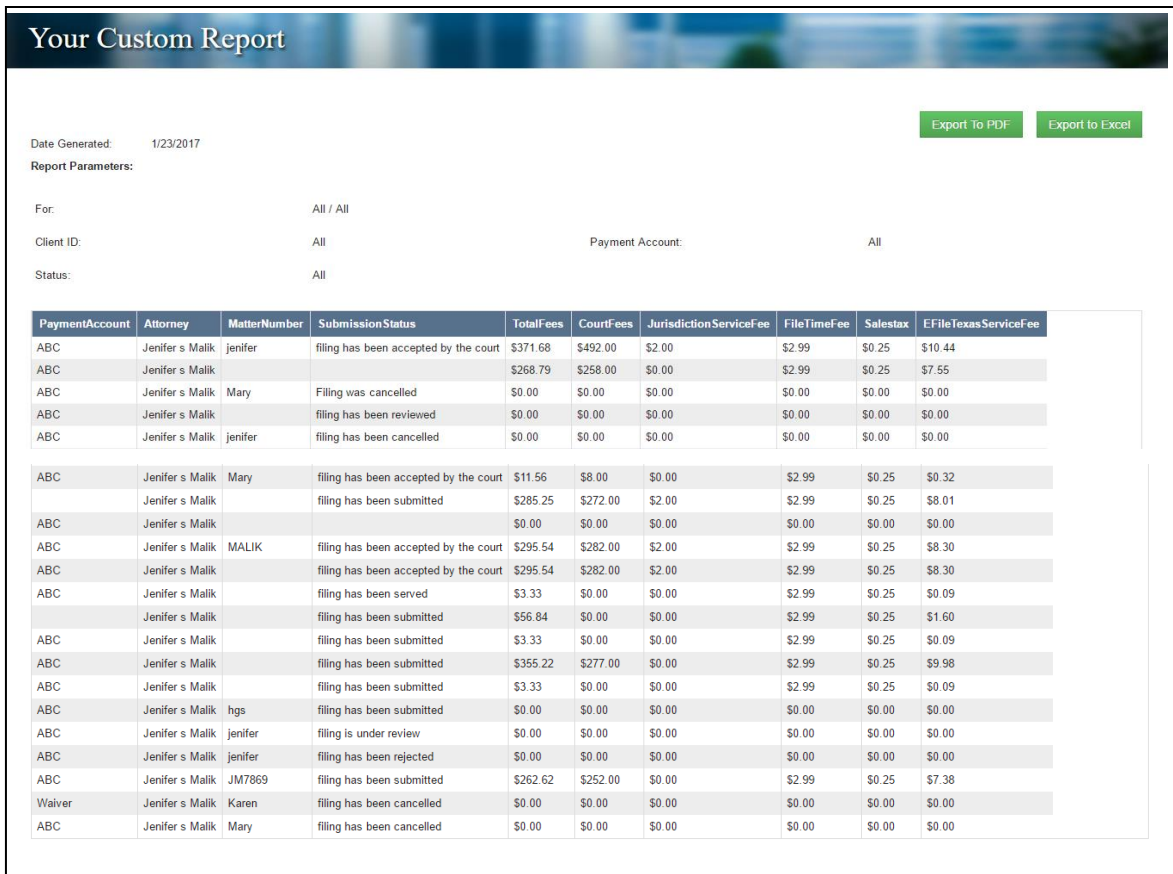 Your Custom Report
Export To PDF Export to Excel
Date Generated: 1/23/2017
Report Parameters:
For: All / All
Client ID: All Payment Account: All
Status: All
PaymentAccount Attorney MatterNumber SubmissionStatus TotalFees CourtFees JurisdictionServiceFee FileTimeFee Salestax EFileTexasServiceFee
ABC Jenifer s Malik jenifer filing has been accepted by the court $371.68 $492.00 $2.00 $2.99 $0.25 $10.44
ABC Jenifer s Malik $268.79 $258.00 $0.00 $2.99 $0.25 $7.55
ABC Jenifer s Malik Mary Filing was cancelled $0.00 $0.00 $0.00 $0.00 $0.00 $0.00
ABC Jenifer s Malik filing has been reviewed $0.00 $0.00 $0.00 $0.00 $0.00 $0.00
ABC Jenifer s Malik jenifer filing has been cancelled $0.00 $0.00 $0.00 $0.00 $0.00 $0.00
ABC Jenifer s Malik Mary filing has been accepted by the court $11.56 $8.00 $0.00 $2.99 $0.25 $0.32
Jenifer s Malik filing has been submitted $285.25 $272.00 $2.00 $2.99 $0.25 $8.01
ABC Jenifer s Malik $0.00 $0.00 $0.00 $0.00 $0.00 $0.00
ABC Jenifer s Malik MALIK filing has been accepted by the court $295.54 $282.00 $2.00 $2.99 $0.25 $8.30
ABC Jenifer s Malik filing has been accepted by the court $295.54 $282.00 $2.00 $2.99 $0.25 $8.30
ABC Jenifer s Malik filing has been served $3.33 $0.00 $0.00 $2.99 $0.25 $0.09
Jenifer s Malik filing has been submitted $56.84 $0.00 $0.00 $2.99 $0.25 $1.60
ABC Jenifer s Malik filing has been submitted $3.33 $0.00 $0.00 $2.99 $0.25 $0.09
ABC Jenifer s Malik filing has been submitted $355.22 $277.00 $0.00 $2.99 $0.25 $9.98
ABC Jenifer s Malik filing has been submitted $3.33 $0.00 $0.00 $2.99 $0.25 $0.09
ABC Jenifer s Malik hgs filing has been submitted $0.00 $0.00 $0.00 $0.00 $0.00 $0.00
ABC Jenifer s Malik jenifer filing is under review $0.00 $0.00 $0.00 $0.00 $0.00 $0.00
ABC Jenifer s Malik jenifer filing has been rejected $0.00 $0.00 $0.00 $0.00 $0.00 $0.00
ABC Jenifer s Malik JM7869 filing has been submitted $262.62 $252.00 $0.00 $2.99 $0.25 $7.38
Waiver Jenifer s Malik Karen filing has been cancelled $0.00 $0.00 $0.00 $0.00 $0.00 $0.00
ABC Jenifer s Malik Mary filing has been cancelled $0.00 $0.00 $0.00 $0.00 $0.00 $0.00